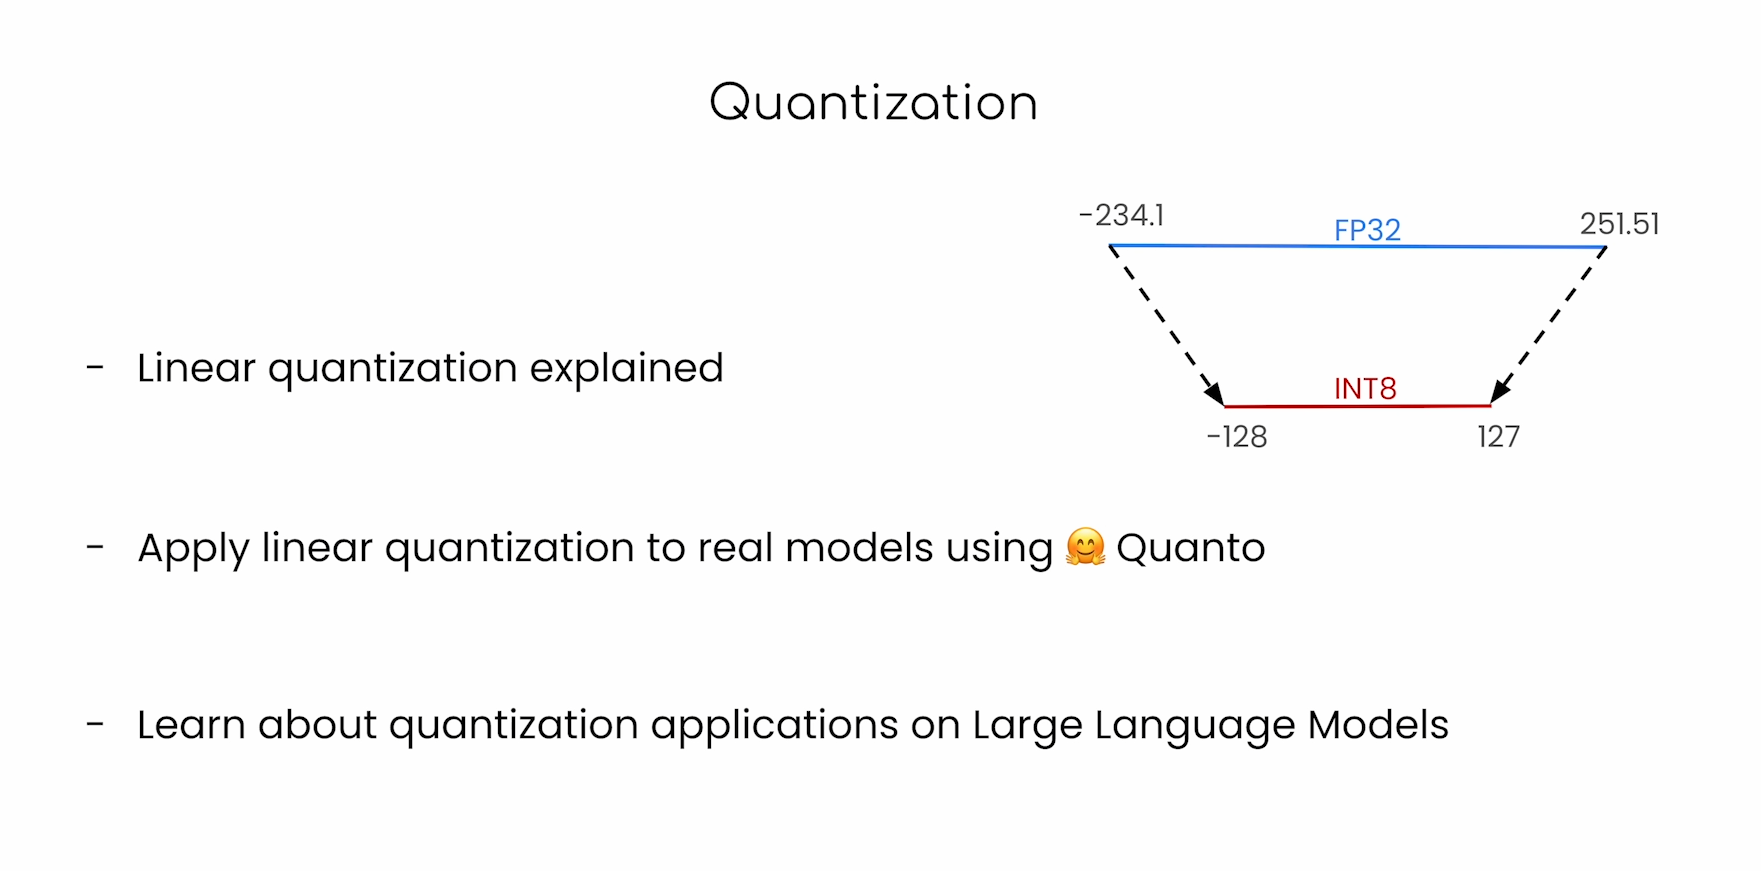 Quantization
-234.1
FP32
251.51
INT8
-128
127
- Linear quantization explained
- Apply linear quantization to real models using 🤗 Quanto
- Learn about quantization applications on Large Language Models